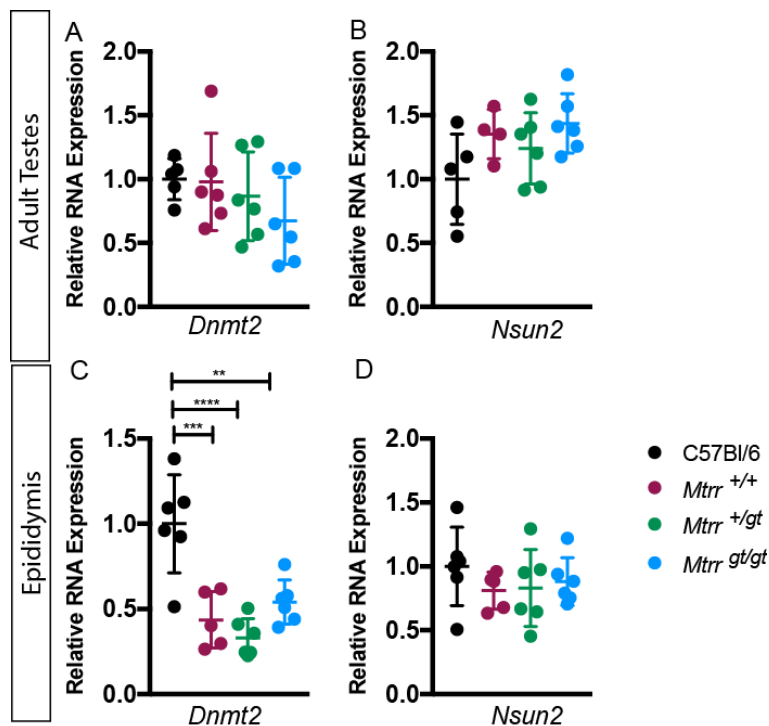 Adult Testes
A
Relative RNA Expression
2.0
1.5
1.0
0.5
0.0
Dnmt2
B
Relative RNA Expression
2.0
1.5
1.0
0.5
0.0
Nsun2
Epididymis
C
**
****
***
Relative RNA Expression
1.5
1.0
0.5
0.0
Dnmt2
D
Relative RNA Expression
2.0
1.5
1.0
0.5
0.0
Nsun2
C57Bl/6
Mtrr +/+
Mtrr +/gt
Mtrr gt/gt